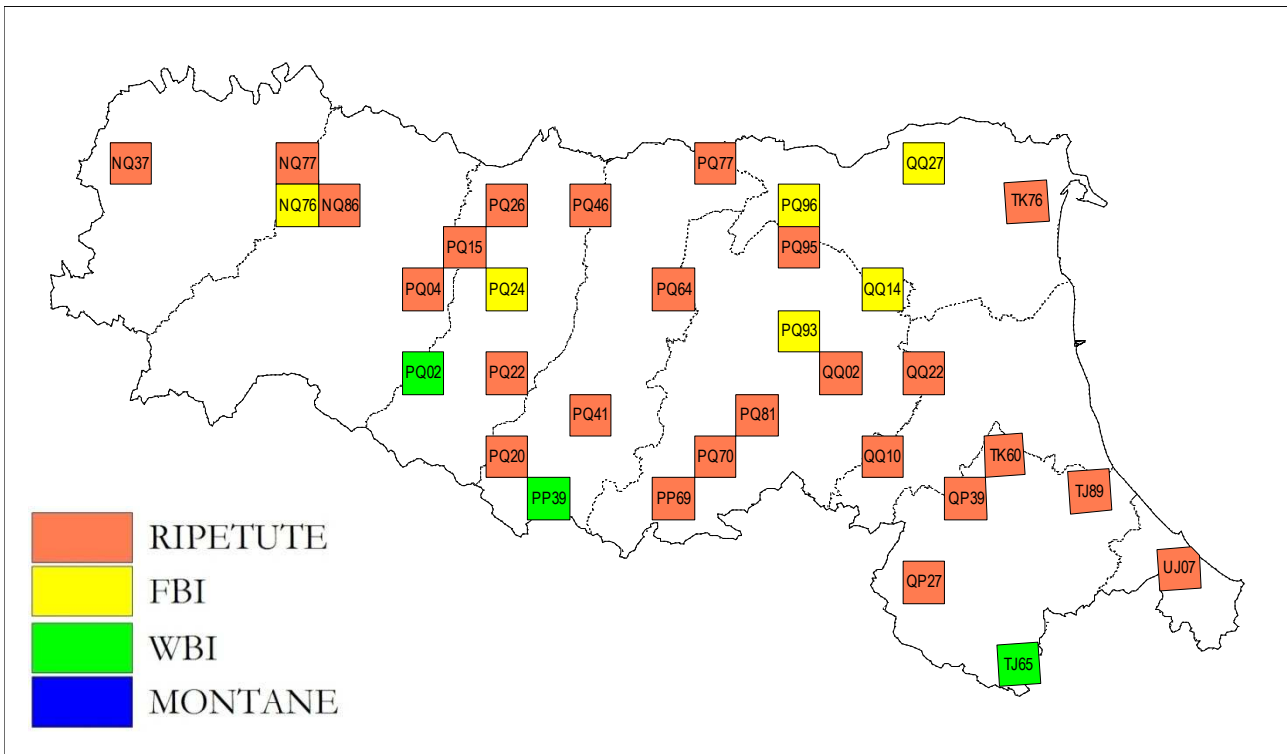 NQ37
NQ77
PQ77
QQ27
NQ76
NQ86
PQ26
PQ46
PQ96
TK76
PQ15
PQ95
PQ04
PQ24
PQ64
QQ14
PQ93
PQ02
PQ22
QQ02
QQ22
PQ41
PQ81
PQ20
PQ70
QQ10
TK60
PP39
PP69
QP39
TJ89
RIPETUTE
QP27
UJ07
FBI
WBI
TJ65
MONTANE